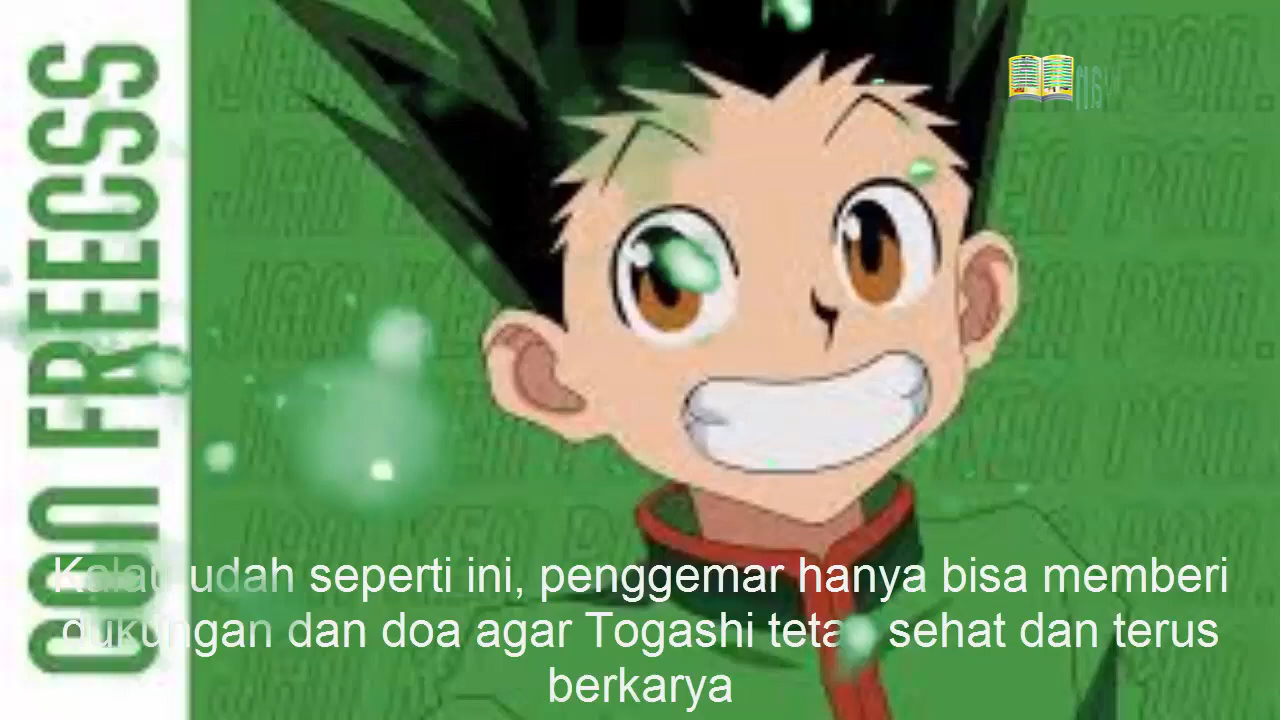 GON FREECSS
Kalau udah seperti ini, penggemar hanya bisa memberi
dukungan dan doa agar Togashi tetap sehat dan terus
berkarya